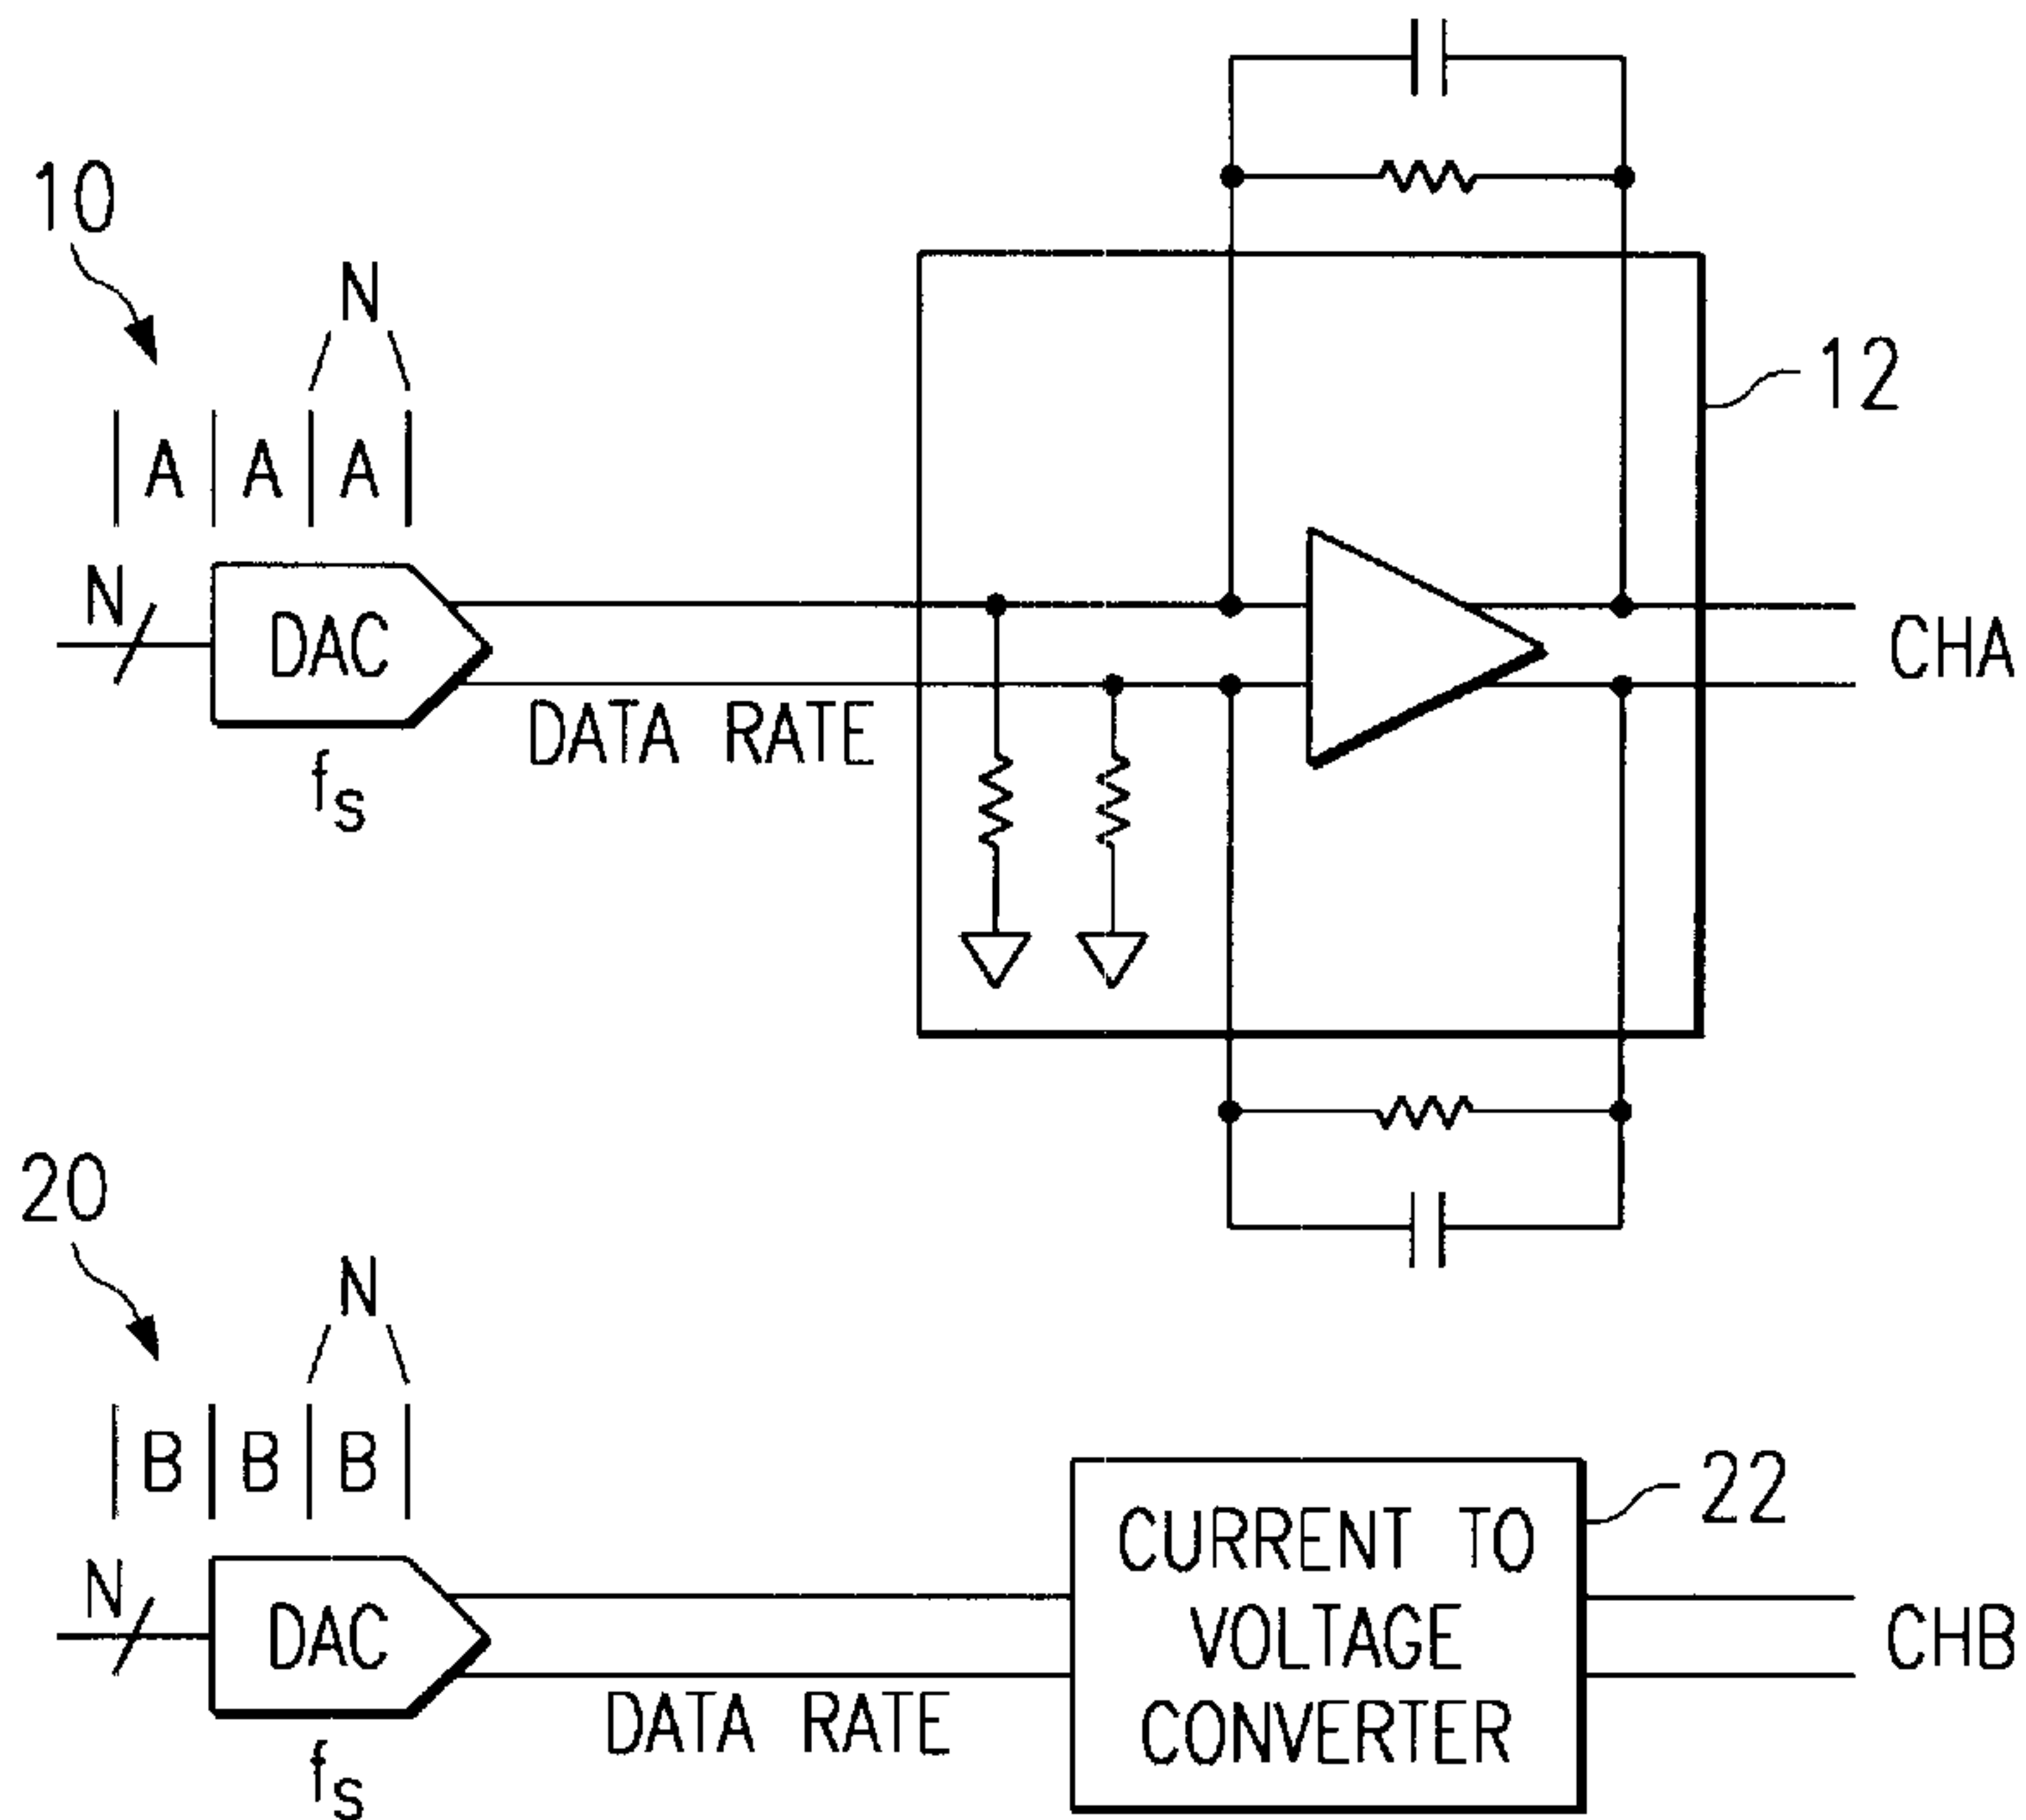 10
N
12
A A A
N
DAC
CHA
DATA RATE
fS
20
N
B B B
22
CURRENT TO
VOLTAGE
CONVERTER
N
DAC
CHB
DATA RATE
fS